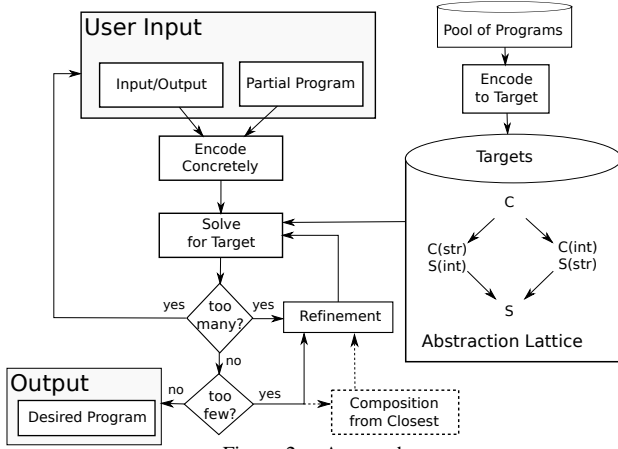 User Input
Input/Output
Partial Program
Encode
Concretely
Solve
for Target
too
many?
yes
yes
no
Refinement
too
few?
no
yes
Output
Desired Program
Composition
from Closest
Pool of Programs
Encode
to Target
Targets
C
C(str)
S(int)
C(int)
S(str)
S
Abstraction Lattice